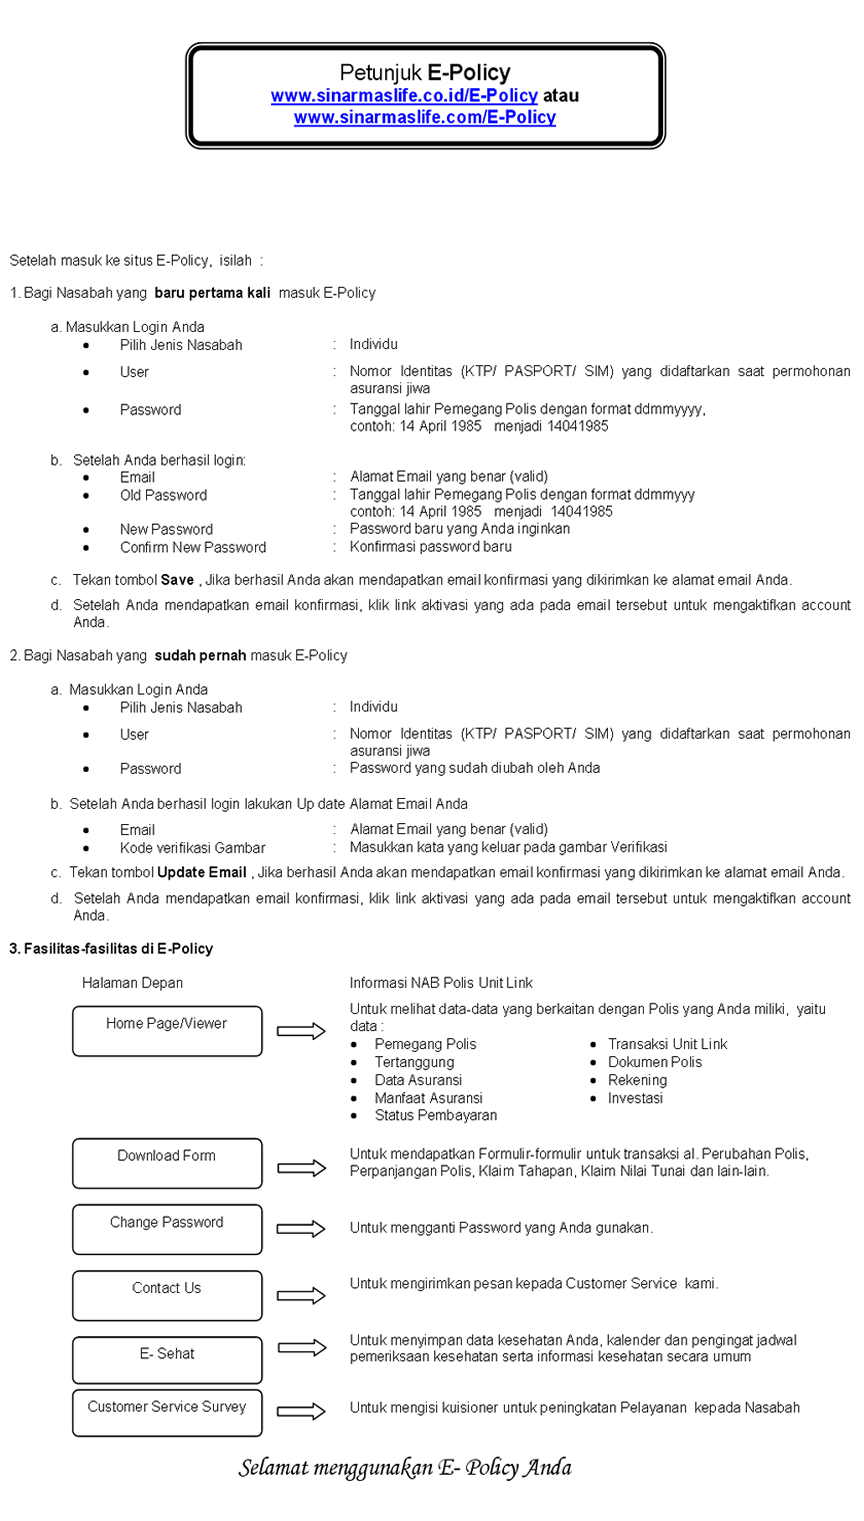 Petunjuk E-Policy
www.sinarmaslife.co.id/E-Policy atau
www.sinarmaslife.com/E-Policy
Setelah masuk ke situs E-Policy, isilah :
1. Bagi Nasabah yang baru pertama kali masuk E-Policy
a. Masukkan Login Anda
• Pilih Jenis Nasabah : Individu
• User : Nomor Identitas (KTP/ PASPORT/ SIM) yang didaftarkan saat permohonan
asuransi jiwa
• Password : Tanggal lahir Pemegang Polis dengan format ddmmyyyy,
contoh: 14 April 1985 menjadi 14041985
b. Setelah Anda berhasil login:
• Email : Alamat Email yang benar (valid)
• Old Password : Tanggal lahir Pemegang Polis dengan format ddmmyyy
contoh: 14 April 1985 menjadi 14041985
• New Password : Password baru yang Anda inginkan
• Confirm New Password : Konfirmasi password baru
c. Tekan tombol Save , Jika berhasil Anda akan mendapatkan email konfirmasi yang dikirimkan ke alamat email Anda.
d. Setelah Anda mendapatkan email konfirmasi, klik link aktivasi yang ada pada email tersebut untuk mengaktifkan account
Anda.
2. Bagi Nasabah yang sudah pernah masuk E-Policy
a. Masukkan Login Anda
• Pilih Jenis Nasabah : Individu
• User : Nomor Identitas (KTP/ PASPORT/ SIM) yang didaftarkan saat permohonan
asuransi jiwa
• Password : Password yang sudah diubah oleh Anda
b. Setelah Anda berhasil login lakukan Up date Alamat Email Anda
• Email : Alamat Email yang benar (valid)
• Kode verifikasi Gambar : Masukkan kata yang keluar pada gambar Verifikasi
c. Tekan tombol Update Email , Jika berhasil Anda akan mendapatkan email konfirmasi yang dikirimkan ke alamat email Anda.
d. Setelah Anda mendapatkan email konfirmasi, klik link aktivasi yang ada pada email tersebut untuk mengaktifkan account
Anda.
3. Fasilitas-fasilitas di E-Policy
Halaman Depan Informasi NAB Polis Unit Link
Home Page/Viewer
Untuk melihat data-data yang berkaitan dengan Polis yang Anda miliki, yaitu
data :
• Pemegang Polis • Transaksi Unit Link
• Tertanggung • Dokumen Polis
• Data Asuransi • Rekening
• Manfaat Asuransi • Investasi
• Status Pembayaran
Download Form
Untuk mendapatkan Formulir-formulir untuk transaksi al. Perubahan Polis,
Perpanjangan Polis, Klaim Tahapan, Klaim Nilai Tunai dan lain-lain.
Change Password
Untuk mengganti Password yang Anda gunakan.
Contact Us
Untuk mengirimkan pesan kepada Customer Service kami.
E- Sehat
Untuk menyimpan data kesehatan Anda, kalender dan pengingat jadwal
pemeriksaan kesehatan serta informasi kesehatan secara umum
Customer Service Survey
Untuk mengisi kuisioner untuk peningkatan Pelayanan kepada Nasabah
Selamat menggunakan E- Policy Anda